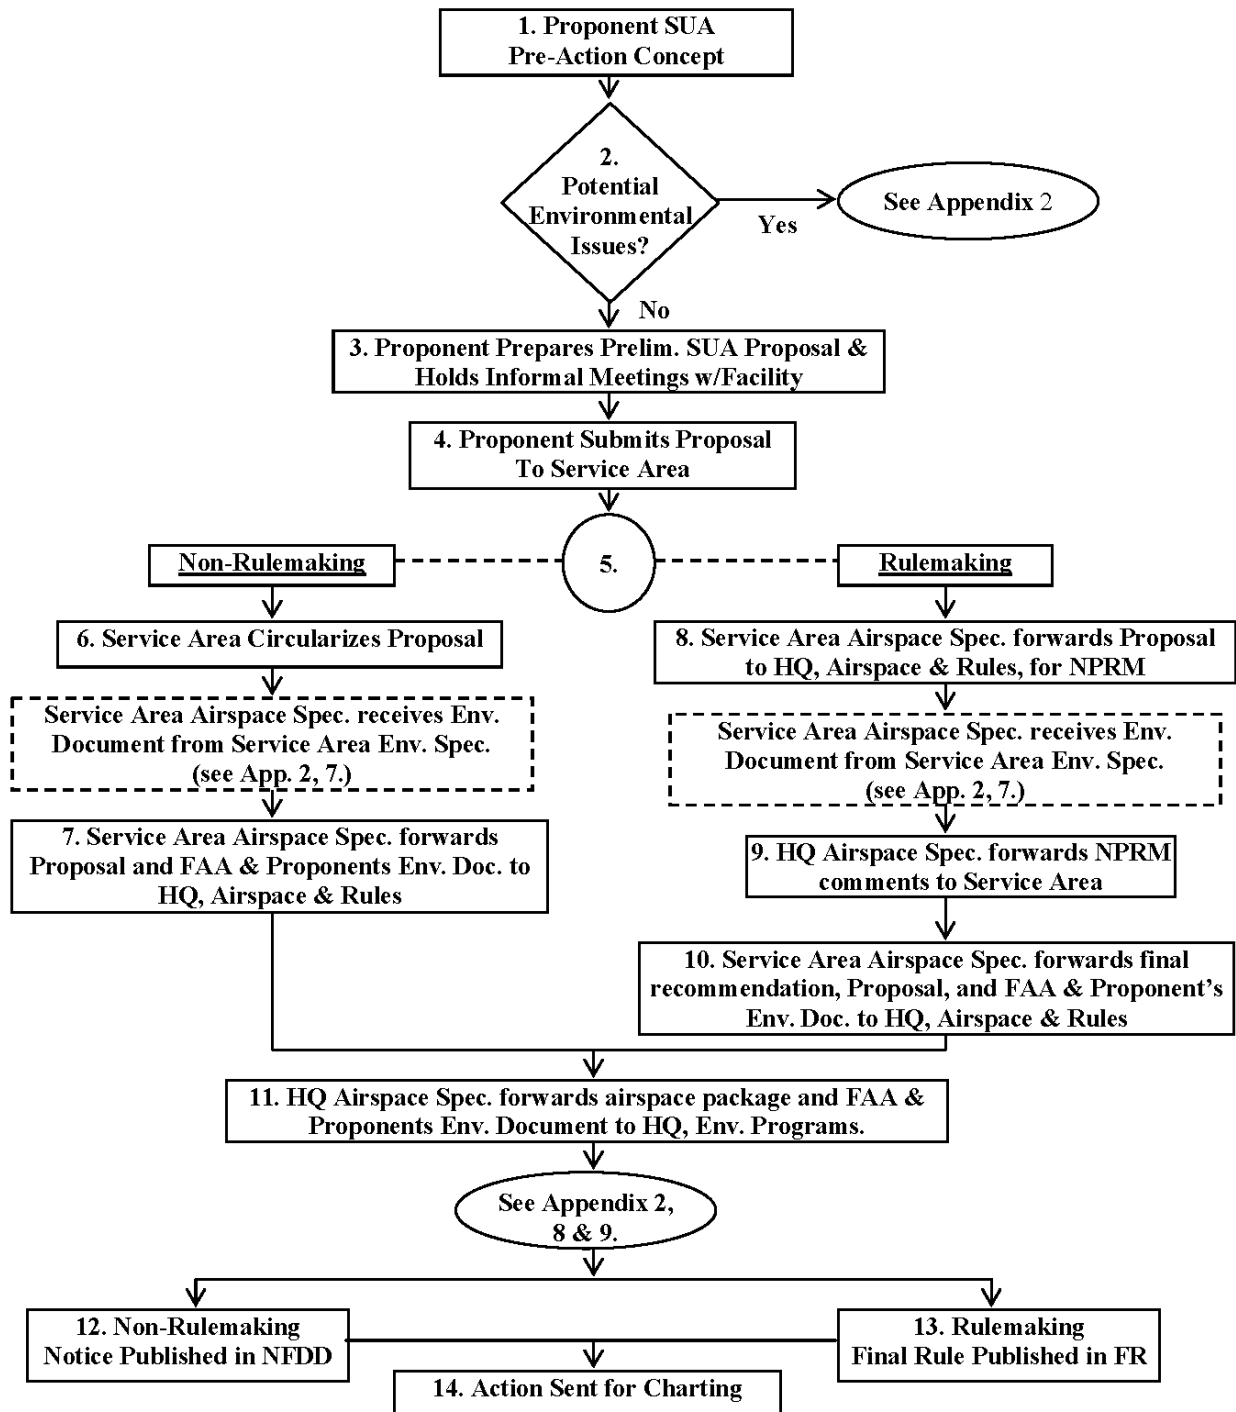 1. Proponent SUA
Pre-Action Concept
2.
Potential
Environmental
Issues?
Yes
See Appendix 2
No
3. Proponent Prepares Prelim. SUA Proposal &
Holds Informal Meetings w/Facility
4. Proponent Submits Proposal
To Service Area
5.
Non-Rulemaking
Rulemaking
6. Service Area Circularizes Proposal
Service Area Airspace Spec. receives Env.
Document from Service Area Env. Spec.
(see App. 2, 7.)
7. Service Area Airspace Spec. forwards
Proposal and FAA & Proponents Env. Doc. to
HQ, Airspace & Rules
8. Service Area Airspace Spec. forwards Proposal
to HQ, Airspace & Rules, for NPRM
Service Area Airspace Spec. receives Env.
Document from Service Area Env. Spec.
(see App. 2, 7.)
9. HQ Airspace Spec. forwards NPRM
comments to Service Area
10. Service Area Airspace Spec. forwards final
recommendation, Proposal, and FAA & Proponent's
Env. Doc. to HQ, Airspace & Rules
11. HQ Airspace Spec. forwards airspace package and FAA &
Proponents Env. Document to HQ, Env. Programs.
See Appendix 2,
8 & 9.
12. Non-Rulemaking
Notice Published in NFDD
13. Rulemaking
Final Rule Published in FR
14. Action Sent for Charting